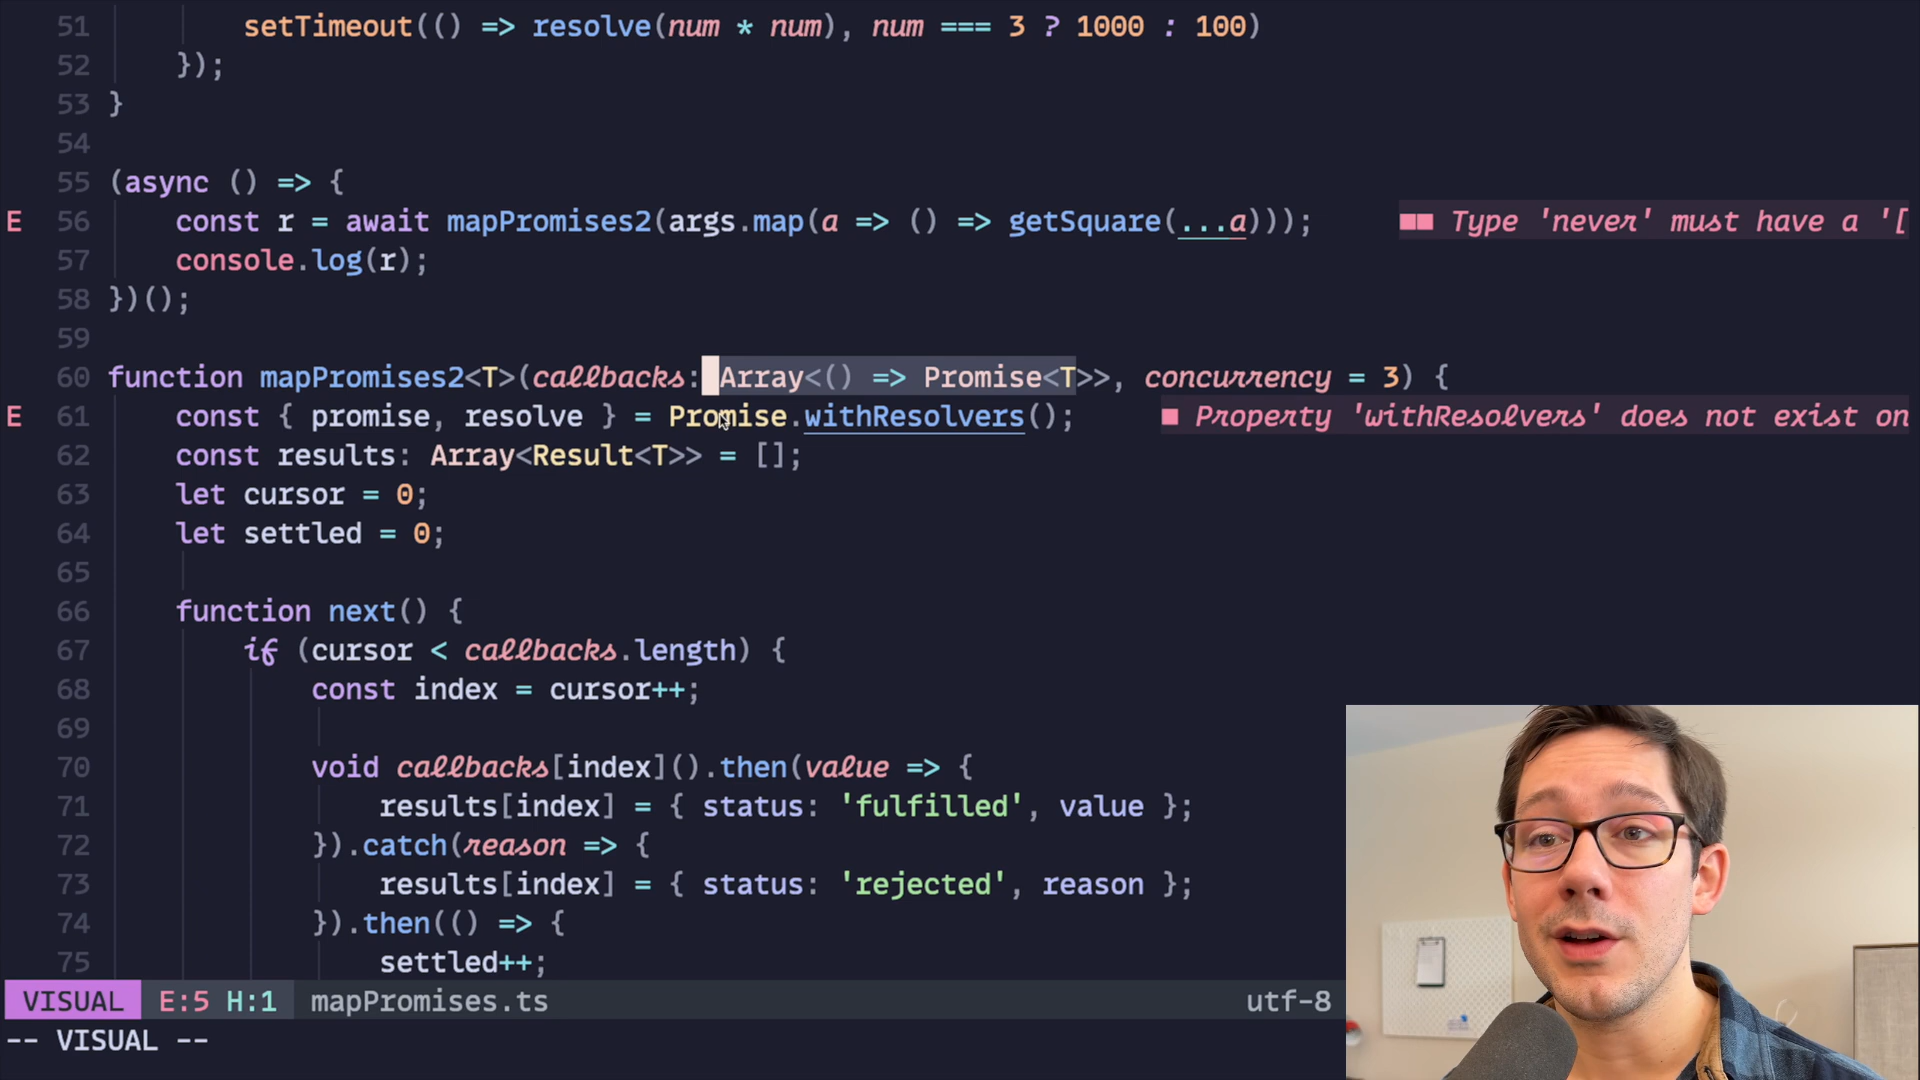 51 setTimeout(() => resolve(num * num), num === 3 ? 1000 : 100)
52 });
53 }
54
55 (async () => {
E 56 const r = await mapPromises2(args.map(a => () => getSquare(...a))); ■■ Type 'never' must have a '[
57 console.log(r);
58 })();
59
60 function mapPromises2<T>(callbacks: Array<() => Promise<T>>, concurrency = 3) {
E 61 const { promise, resolve } = Promise.withResolvers(); ■ Property 'withResolvers' does not exist on
62 const results: Array<Result<T>> = [];
63 let cursor = 0;
64 let settled = 0;
65
66 function next() {
67 if (cursor < callbacks.length) {
68 const index = cursor++;
69
70 void callbacks[index]().then(value => {
71 results[index] = { status: 'fulfilled', value };
72 }).catch(reason => {
73 results[index] = { status: 'rejected', reason };
74 }).then(() => {
75 settled++;
VISUAL E:5 H:1 mapPromises.ts utf-8
-- VISUAL --